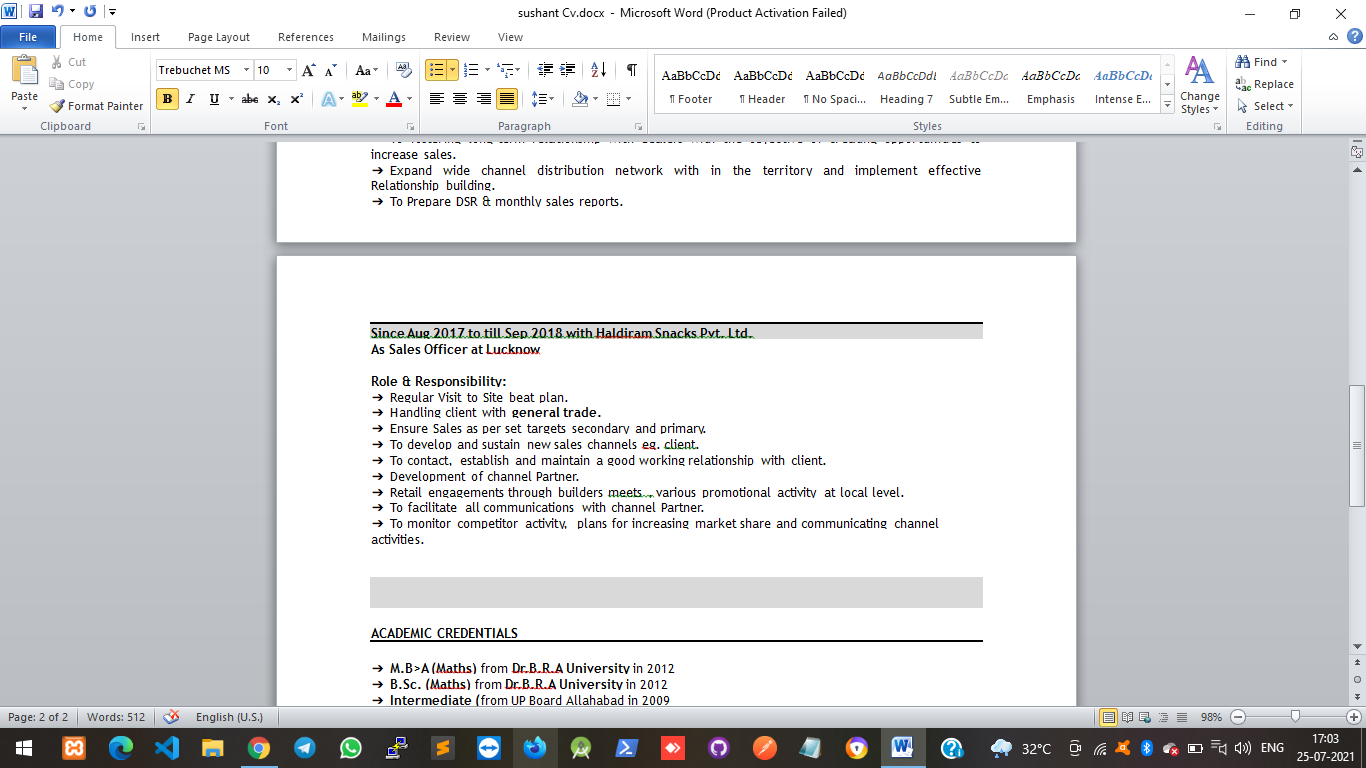 sushant Cv.docx - Microsoft Word (Product Activation Failed)
File Home Insert Page Layout References Mailings Review View
Cut
Copy
Format Painter
Paste
Clipboard
Trebuchet MS 10
Font
Paragraph
AaBbCcDd AaBbCcDd AaBbCcDd AaBbCcDdE AaBbCcDc AaBbCcDc AaBbCcDc
¶ Footer ¶ Header ¶ No Spaci... Heading 7 Subtle Em... Emphasis Intense E...
Styles
Change Styles
Find
Replace
Select
Editing
increase sales.
➔ Expand wide channel distribution network with in the territory and implement effective
Relationship building.
➔ To Prepare DSR & monthly sales reports.
Since Aug 2017 to till Sep 2018 with Haldiram Snacks Pvt. Ltd.
As Sales Officer at Lucknow
Role & Responsibility:
➔ Regular Visit to Site beat plan.
➔ Handling client with general trade.
➔ Ensure Sales as per set targets secondary and primary.
➔ To develop and sustain new sales channels eg. client.
➔ To contact, establish and maintain a good working relationship with client.
➔ Development of channel Partner.
➔ Retail engagements through builders meets , various promotional activity at local level.
➔ To facilitate all communications with channel Partner.
➔ To monitor competitor activity, plans for increasing market share and communicating channel
activities.
ACADEMIC CREDENTIALS
➔ M.B>A (Maths) from Dr.B.R.A University in 2012
➔ B.Sc. (Maths) from Dr.B.R.A University in 2012
➔ Intermediate (from UP Board Allahabad in 2009
Page: 2 of 2 Words: 512 English (U.S.) 98%
32°C ENG 17:03
25-07-2021